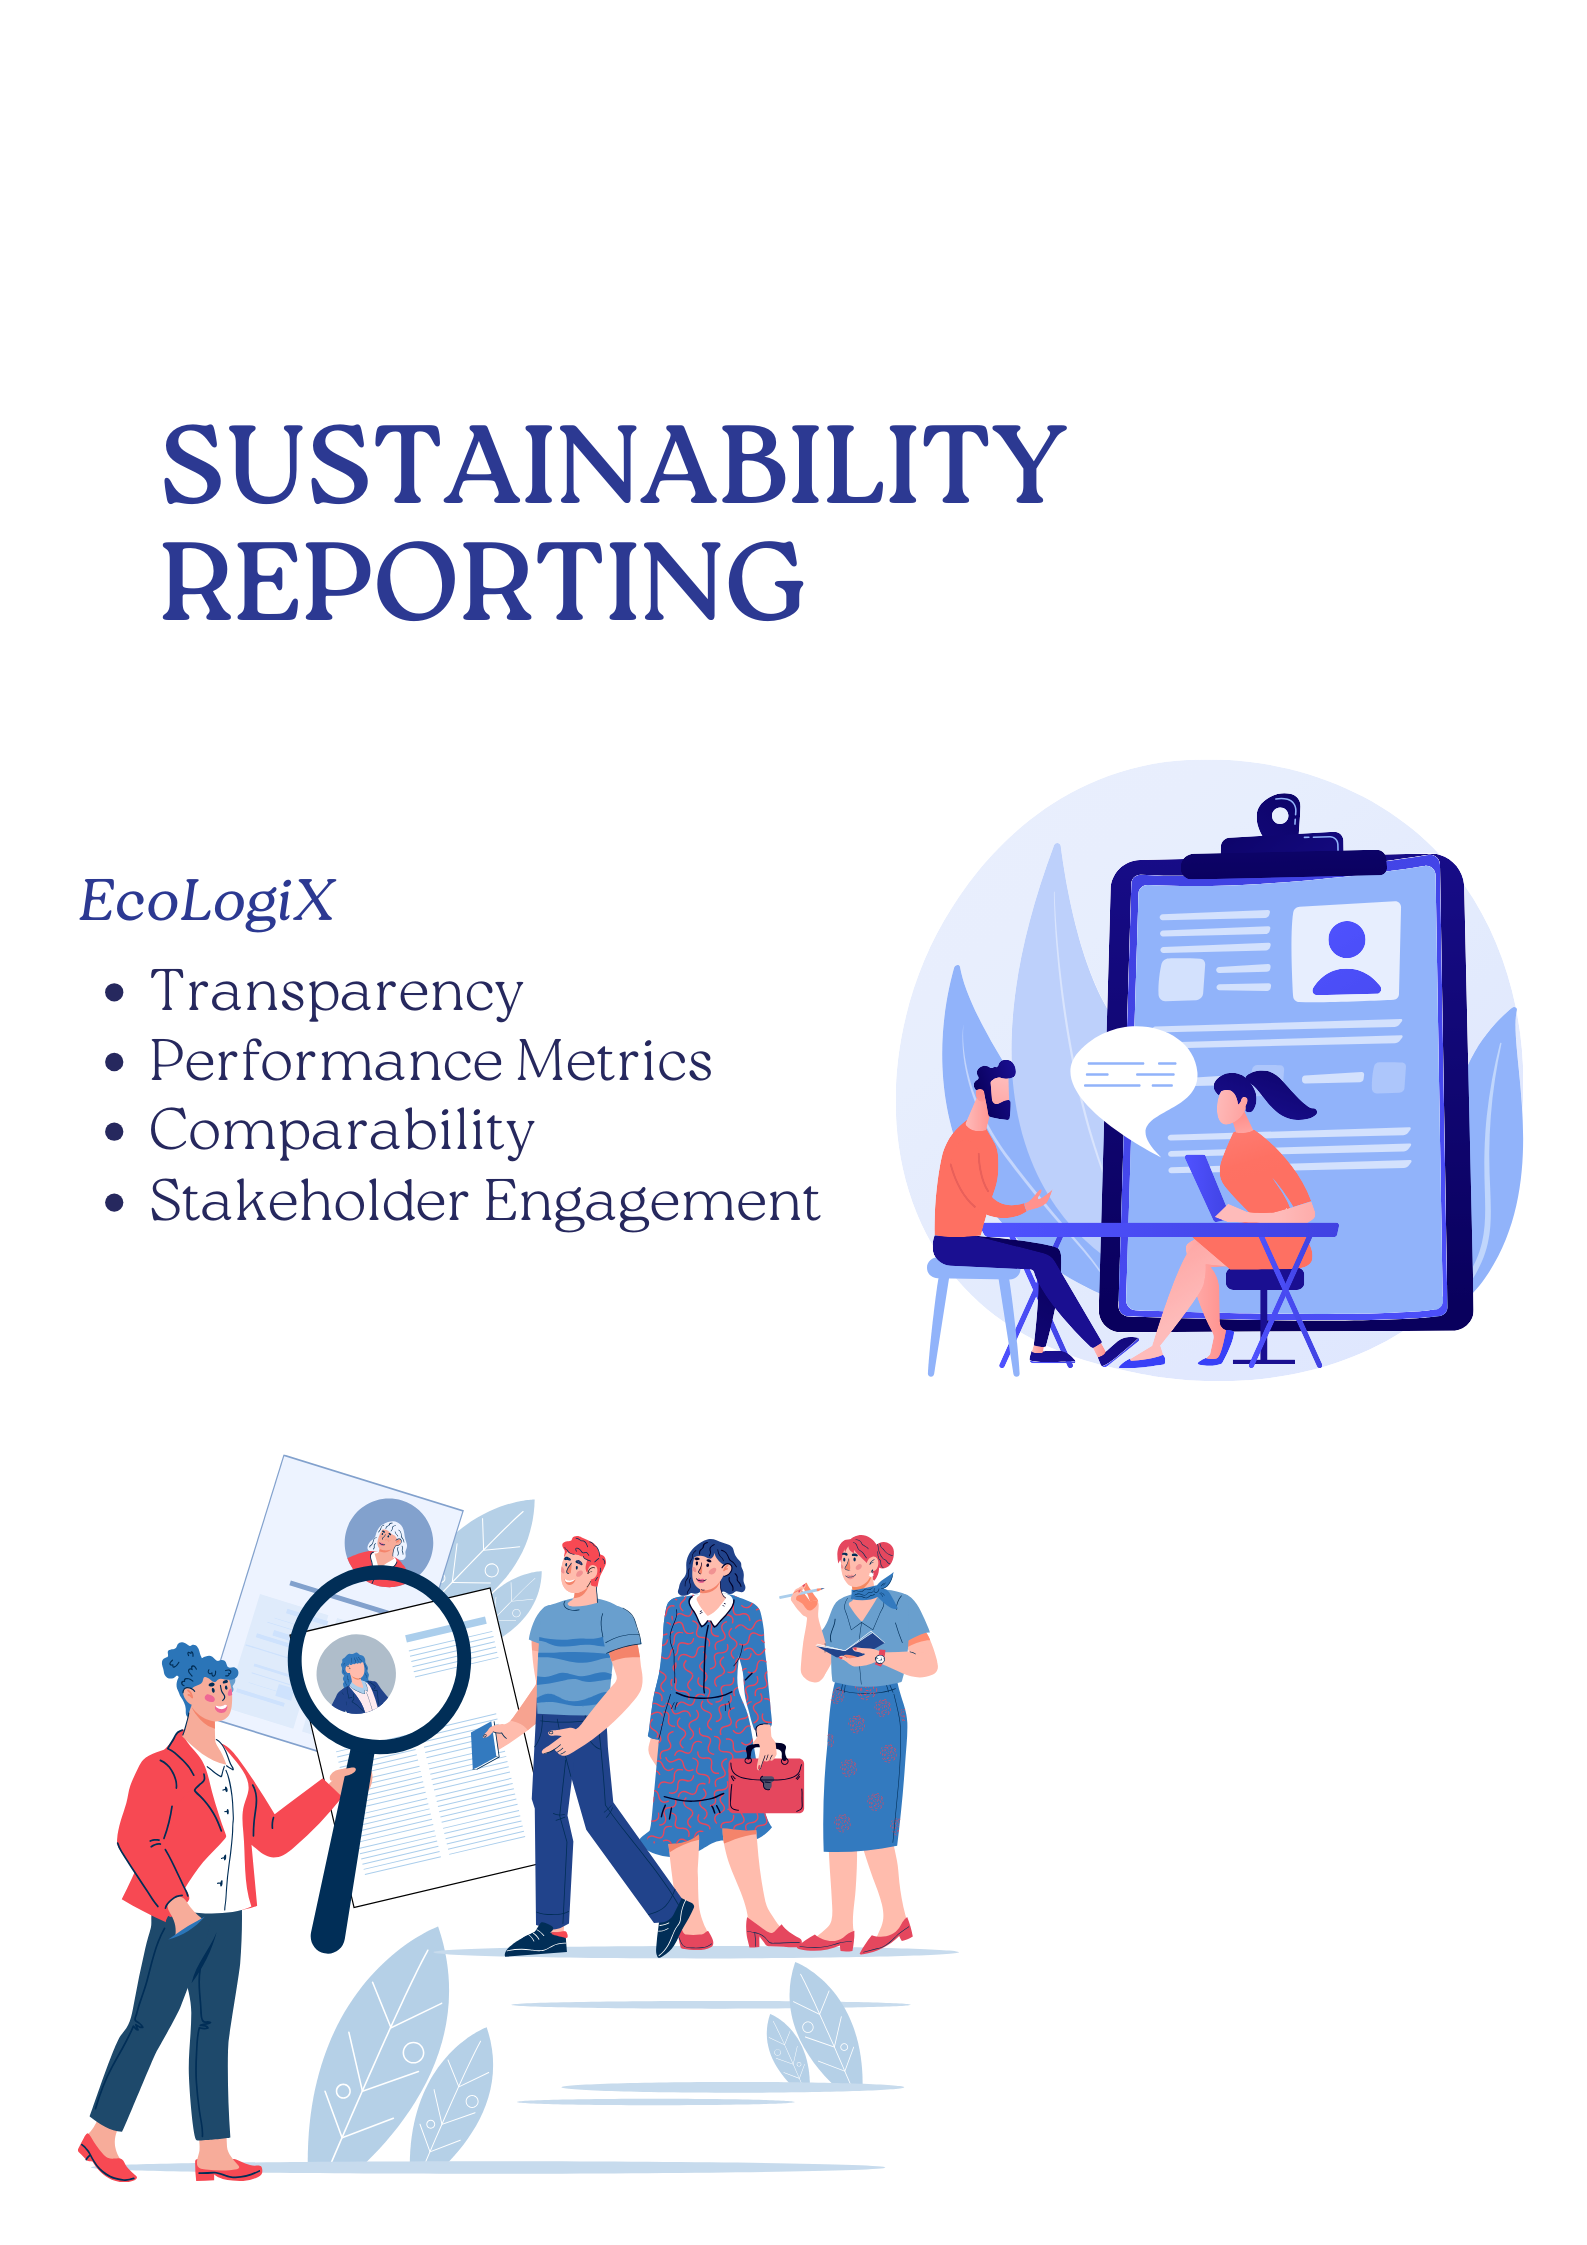 SUSTAINABILITY
REPORTING
EcoLogiX
• Transparency
• Performance Metrics
• Comparability
• Stakeholder Engagement